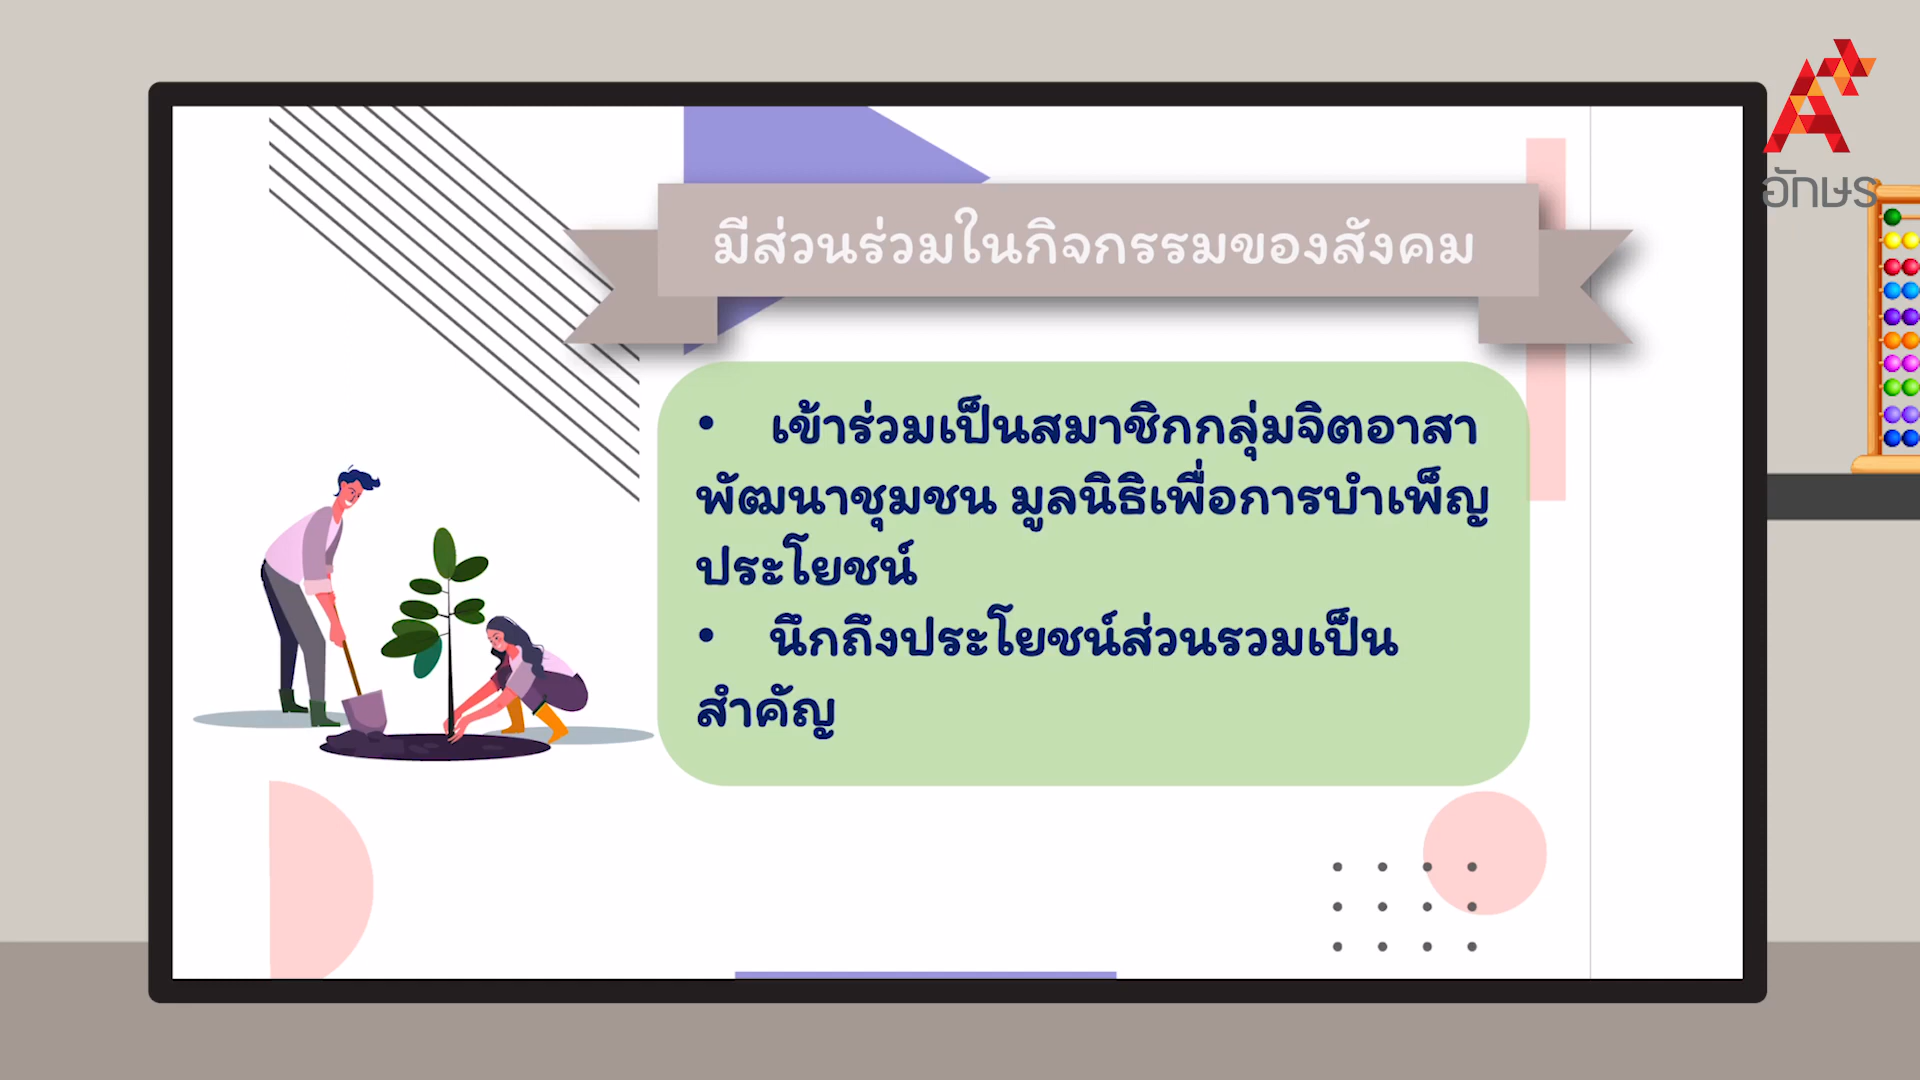 อักษร
มีส่วนร่วมในกิจกรรมของสังคม
• เข้าร่วมเป็นสมาชิกกลุ่มจิตอาสา
พัฒนาชุมชน มูลนิธิเพื่อการบำเพ็ญ
ประโยชน์
• นึกถึงประโยชน์ส่วนรวมเป็น
สำคัญ